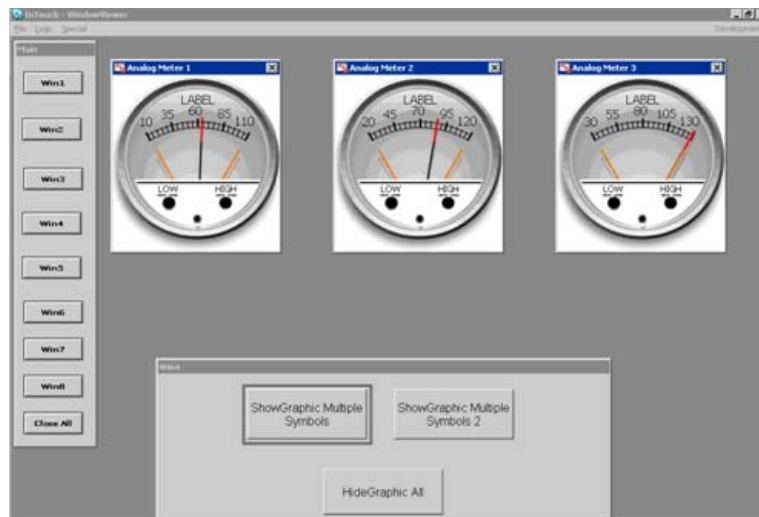 InTouch - WindowViewer
File Logic Special
Development
Main
Win1
Win2
Win3
Win4
Win5
Win6
Win7
Win8
Close All
Analog Meter 1
LABEL
10 35 60 85 110
LOW HIGH
Analog Meter 2
LABEL
20 45 70 95 120
LOW HIGH
Analog Meter 3
LABEL
30 55 80 105 130
LOW HIGH
ShowGraphic Multiple
Symbols
ShowGraphic Multiple
Symbols 2
HideGraphic All